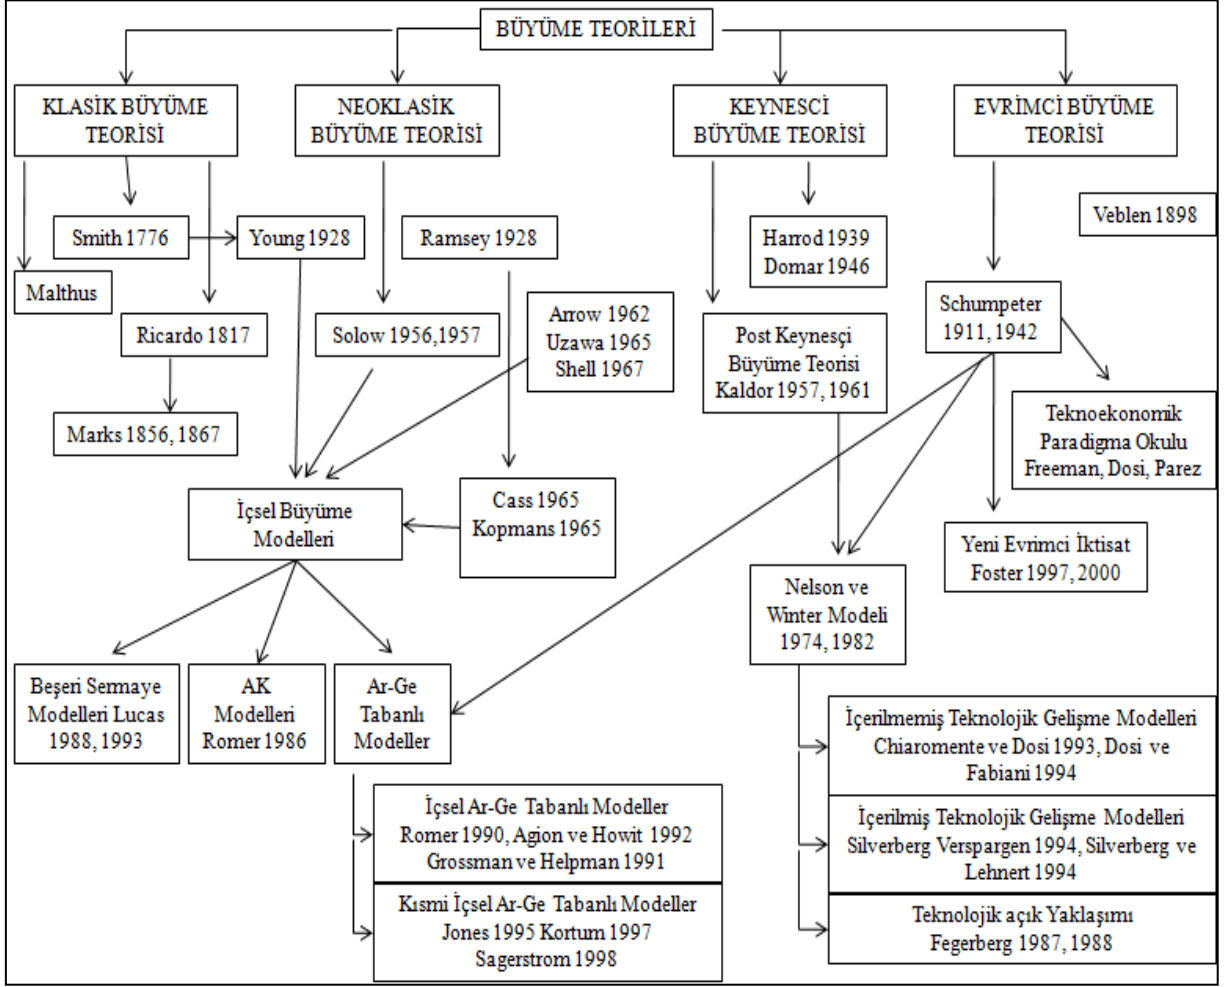 BÜYÜME TEORİLERİ
KLASİK BÜYÜME
TEORİSİ
NEOKLASİK
BÜYÜME TEORİSİ
KEYNESCİ
BÜYÜME TEORİSİ
EVRİMCİ BÜYÜME
TEORİSİ
Veblen 1898
Smith 1776
Young 1928
Ramsey 1928
Harrod 1939
Domar 1946
Malthus
Ricardo 1817
Solow 1956,1957
Arrow 1962
Uzawa 1965
Shell 1967
Post Keynesçi
Büyüme Teorisi
Kaldor 1957, 1961
Schumpeter
1911, 1942
Marks 1856, 1867
Teknoekonomik
Paradigma Okulu
Freeman, Dosi, Parez
İçsel Büyüme
Modelleri
Cass 1965
Kopmans 1965
Yeni Evrimci İktisat
Foster 1997, 2000
Nelson ve
Winter Modeli
1974, 1982
Beşeri Sermaye
Modelleri Lucas
1988, 1993
AK
Modelleri
Romer 1986
Ar-Ge
Tabanlı
Modeller
İçerilmemiş Teknolojik Gelişme Modelleri
Chiaromente ve Dosi 1993, Dosi ve
Fabiani 1994
İçsel Ar-Ge Tabanlı Modeller
Romer 1990, Agion ve Howit 1992
Grossman ve Helpman 1991
İçerilmiş Teknolojik Gelişme Modelleri
Silverberg Verspargen 1994, Silverberg ve
Lehnert 1994
Kısmi İçsel Ar-Ge Tabanlı Modeller
Jones 1995 Kortum 1997
Sagerstrom 1998
Teknolojik açık Yaklaşımı
Fegerberg 1987, 1988